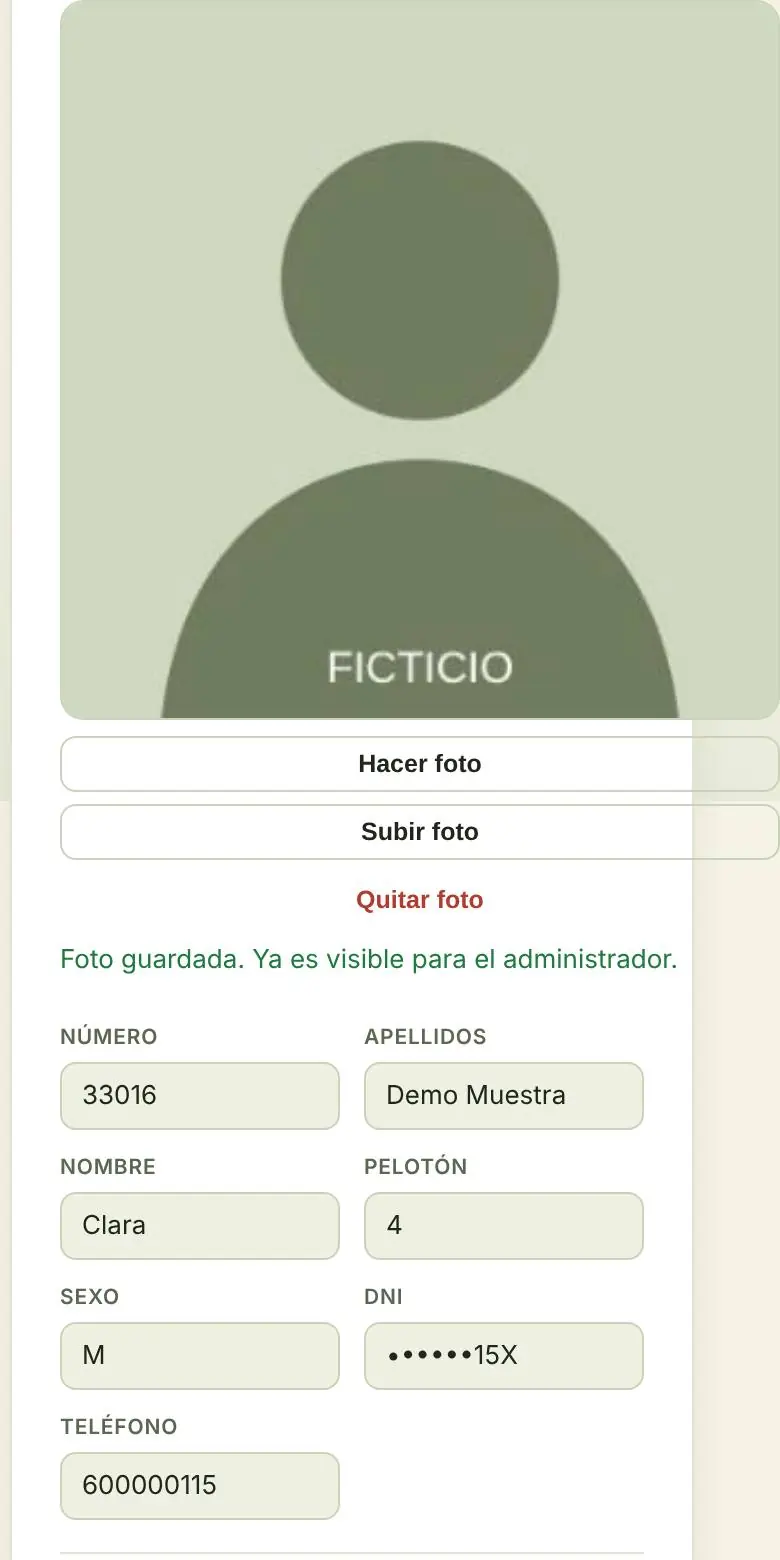 FICTICIO
Hacer foto
Subir foto
Quitar foto
Foto guardada. Ya es visible para el administrador.
NÚMERO
33016
APELLIDOS
Demo Muestra
NOMBRE
Clara
PELOTÓN
4
SEXO
M
DNI
••••••15X
TELÉFONO
600000115